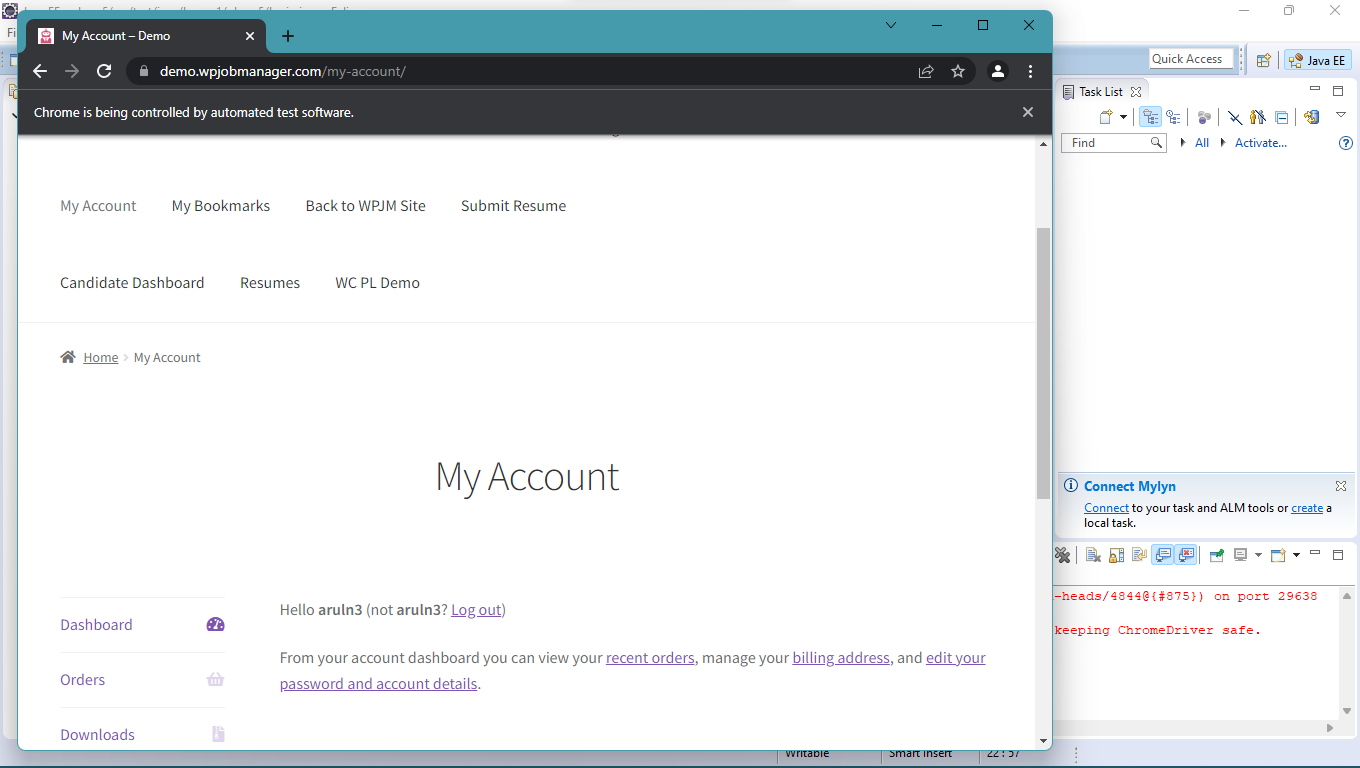 My Account – Demo
demo.wpjobmanager.com/my-account/
Chrome is being controlled by automated test software.
My Account My Bookmarks Back to WPJM Site Submit Resume
Candidate Dashboard Resumes WC PL Demo
Home > My Account
My Account
Dashboard
Orders
Downloads
Hello aruln3 (not aruln3? Log out)
From your account dashboard you can view your recent orders, manage your billing address, and edit your
password and account details.
Quick Access
Java EE
Task List
Find
All
Activate...
Connect Mylyn
Connect to your task and ALM tools or create a
local task.
-heads/4844@{#875}) on port 29638
keeping ChromeDriver safe.
Writable Smart Insert 22 : 57